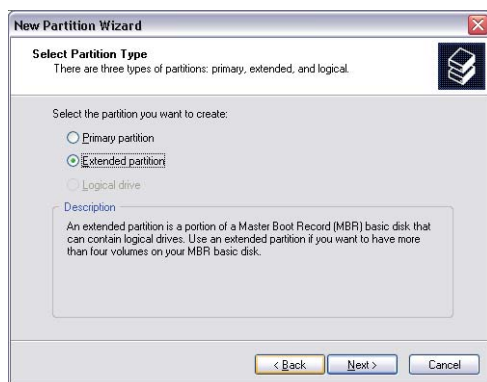 New Partition Wizard
Select Partition Type
There are three types of partitions: primary, extended, and logical.
Select the partition you want to create:
Primary partition
Extended partition
Logical drive
Description
An extended partition is a portion of a Master Boot Record (MBR) basic disk that
can contain logical drives. Use an extended partition if you want to have more
than four volumes on your MBR basic disk.
< Back Next > Cancel